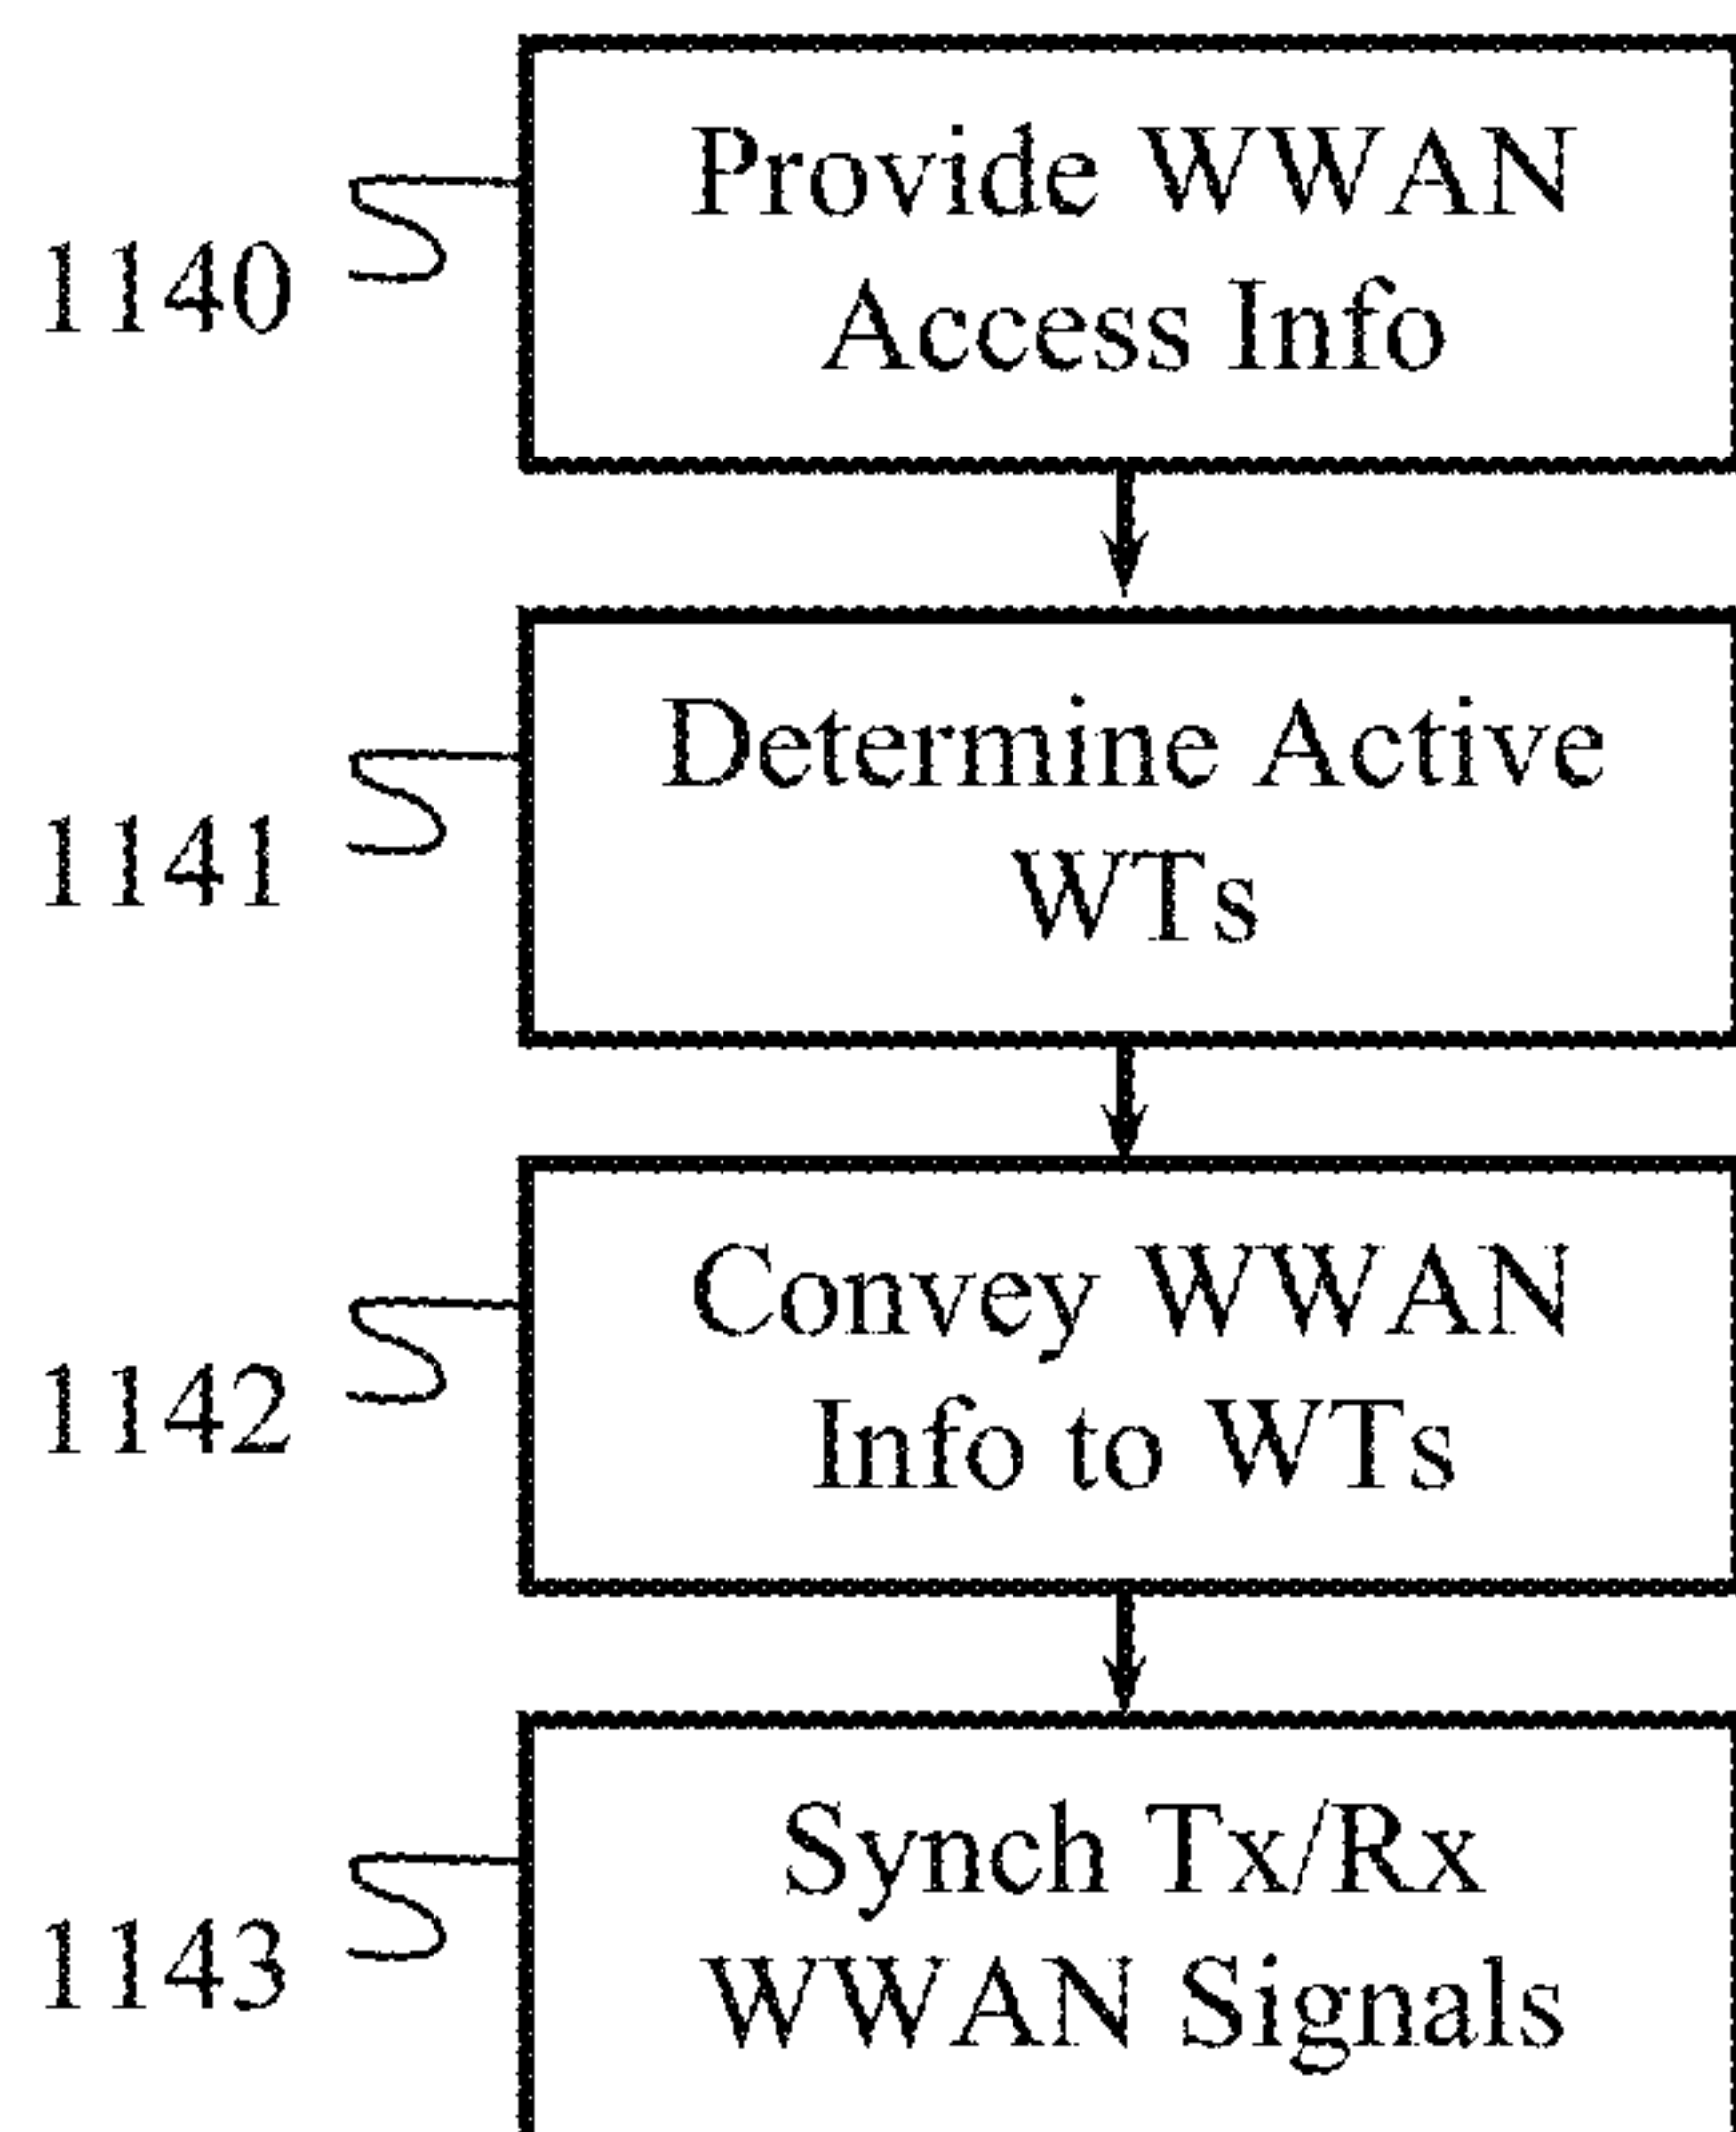 Provide WWAN
Access Info
1140
Determine Active
WTs
1141
Convey WWAN
Info to WTs
1142
Synch Tx/Rx
WWAN Signals
1143